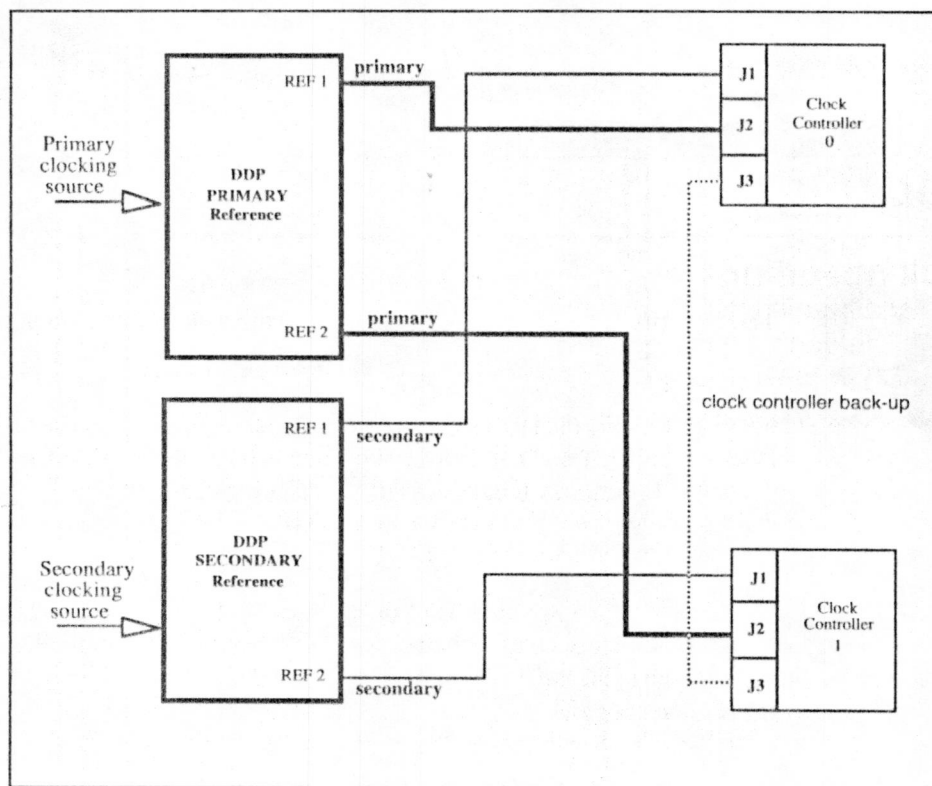 REF 1
primary
J1
J2
J3
Clock
Controller
0
Primary
clocking
source
DDP
PRIMARY
Reference
REF 2
primary
clock controller back-up
REF 1
secondary
DDP
SECONDARY
Reference
Secondary
clocking
source
REF 2
secondary
J1
J2
J3
Clock
Controller
1